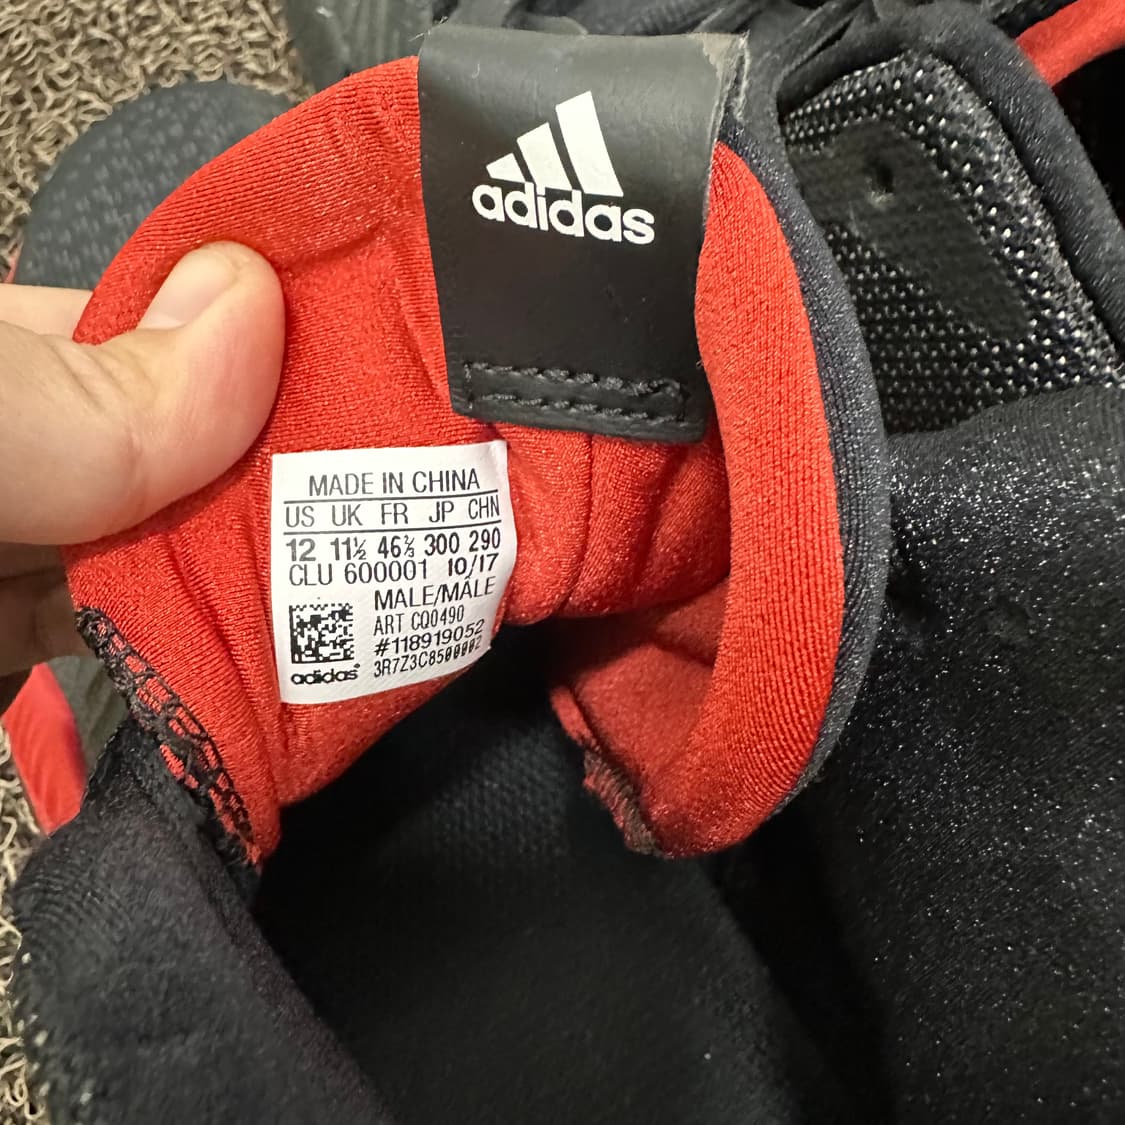 adidas
MADE IN CHINA
US UK FR JP CHN
12 11½ 46⅔ 300 290
CLU 600001 10/17
MALE/MÂLE
ART CQ0490
#118919052
3R7Z3C8500002
adidas